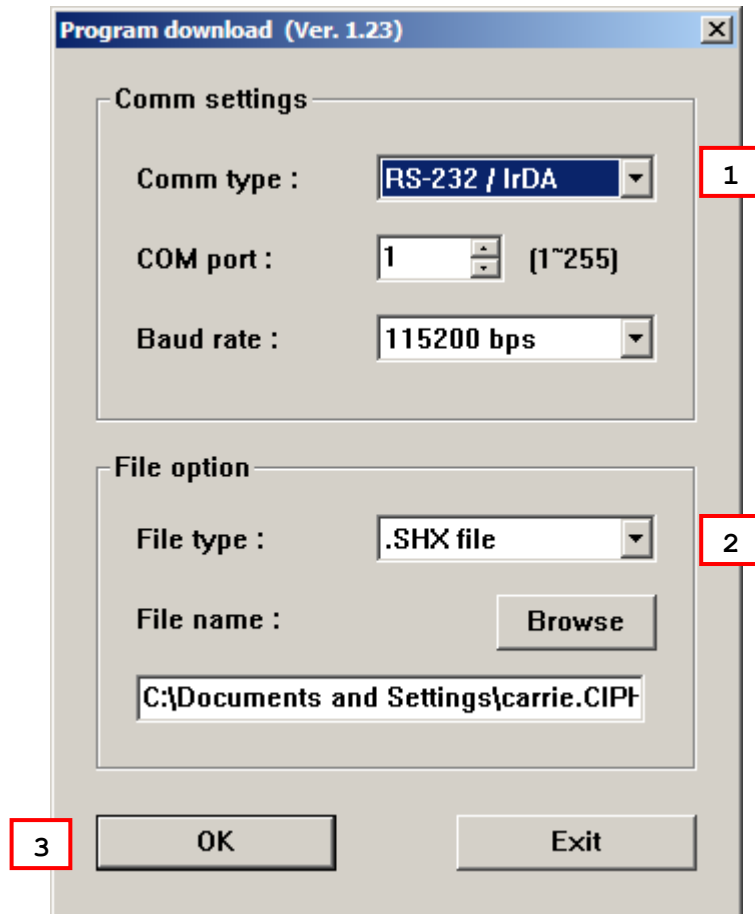 Program download (Ver. 1.23)
Comm settings
Comm type : RS-232 / IrDA 1
COM port : 1 (1~255)
Baud rate : 115200 bps
File option
File type : .SHX file 2
File name : Browse
C:\Documents and Settings\carrie.CIPH
3 OK Exit